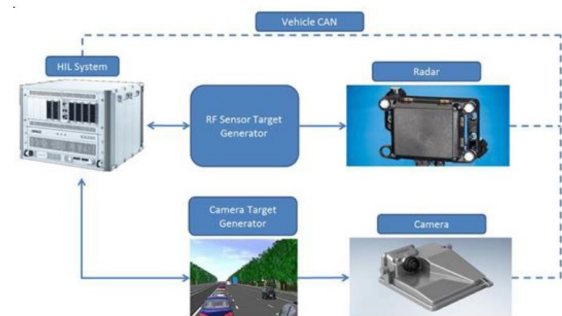 Vehicle CAN
HIL System
Radar
RF Sensor Target
Generator
Camera Target
Generator
Camera